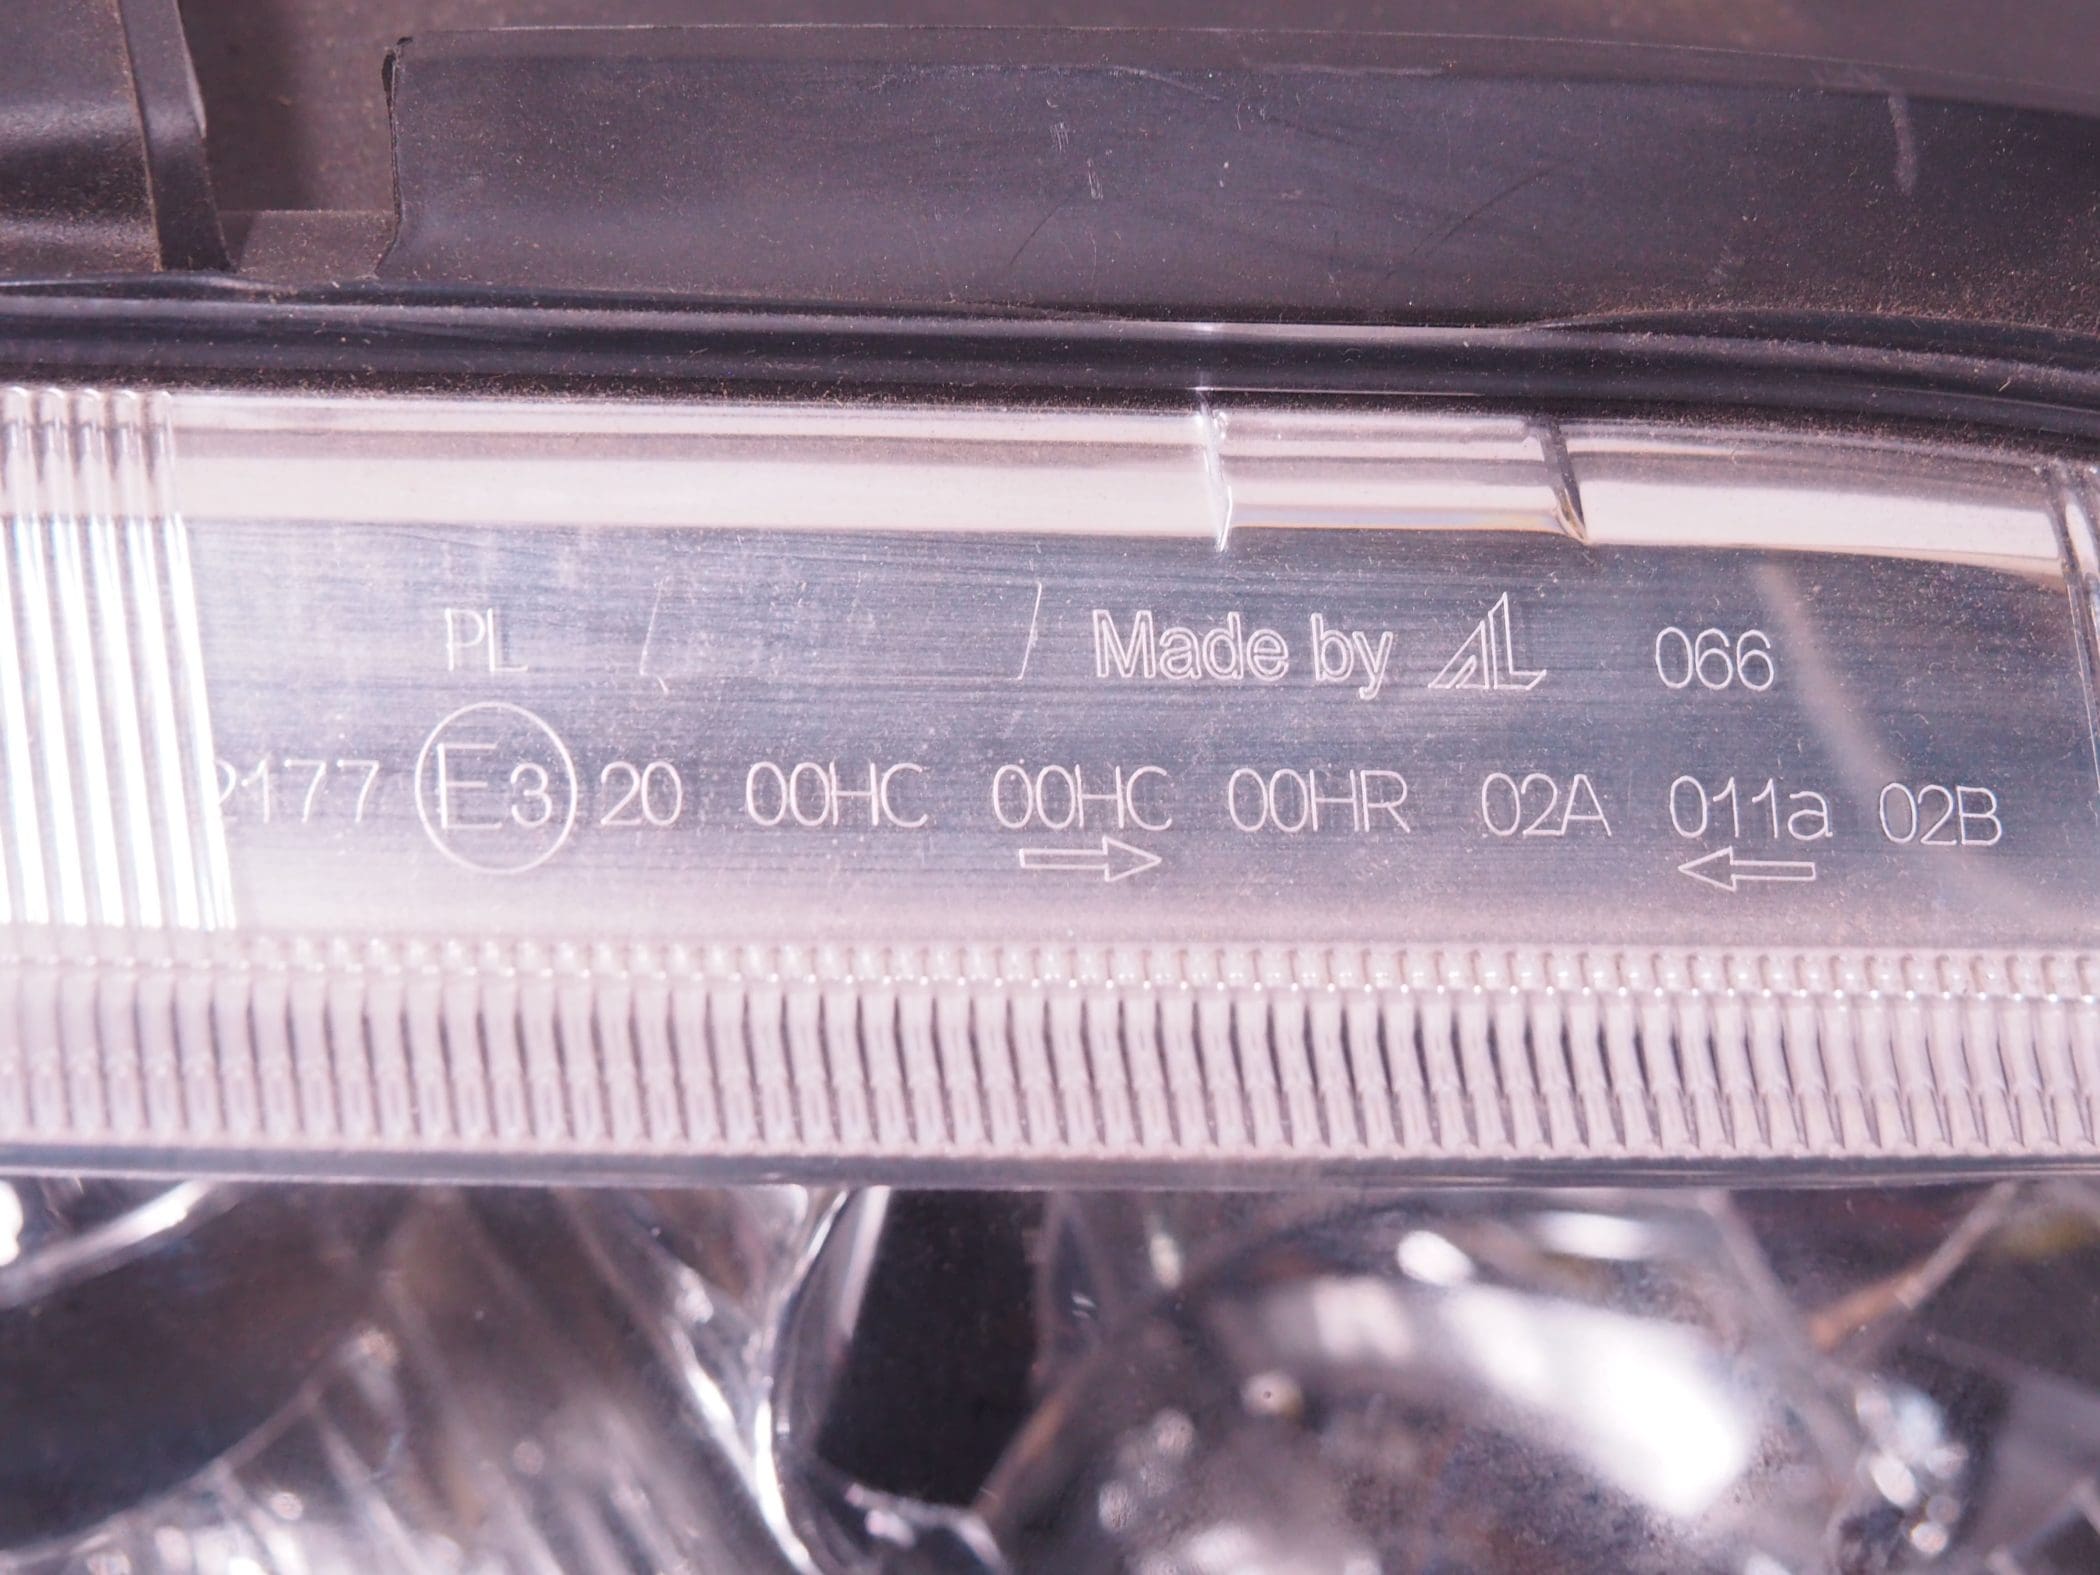 PL Made by AL 066
2177 E3 20 00HC 00HC 00HR 02A 011a 02B